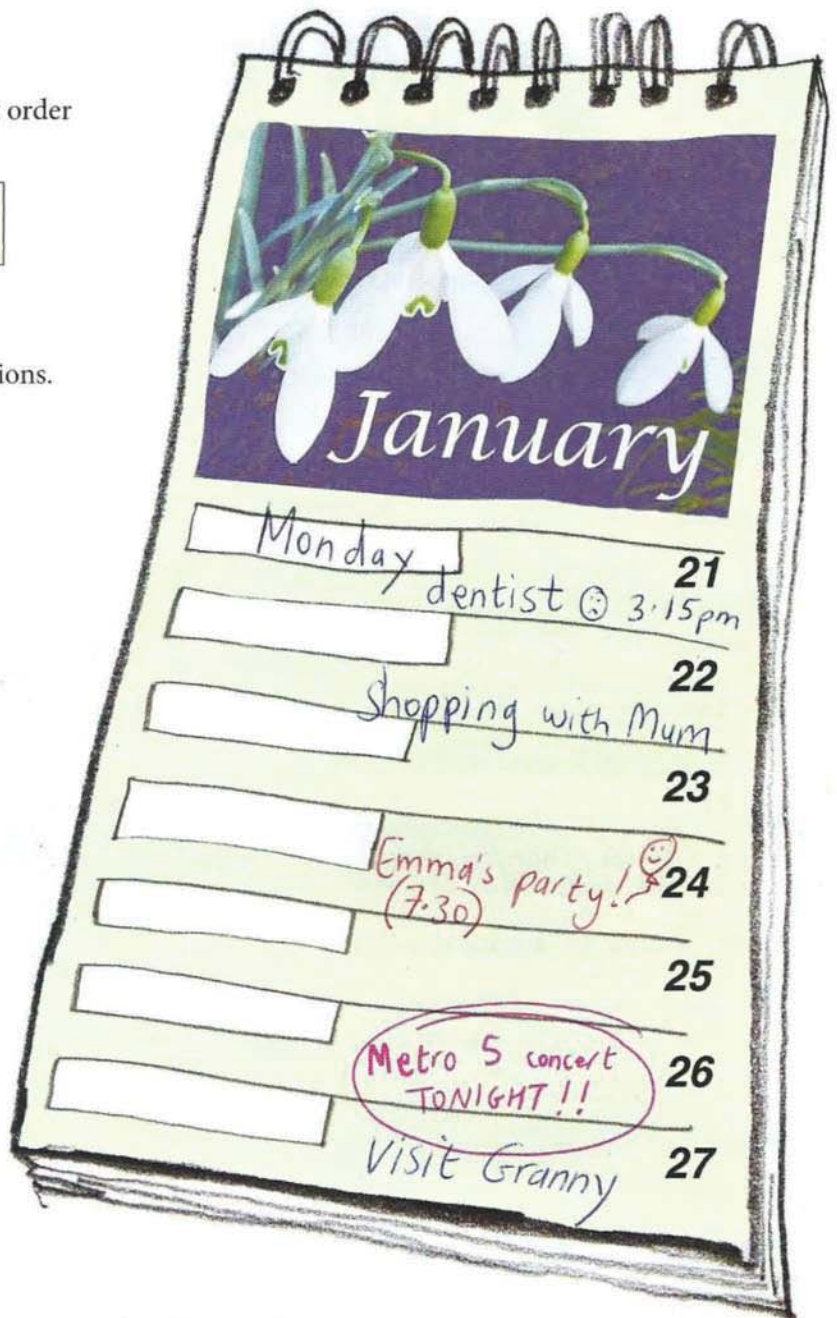 order
ions.
January
Monday
21
dentist 3.15pm
22
Shopping with Mum
23
Emma's party!
24
(7.30)
25
Metro 5 concert
26
TONIGHT!!
27
Visit Granny